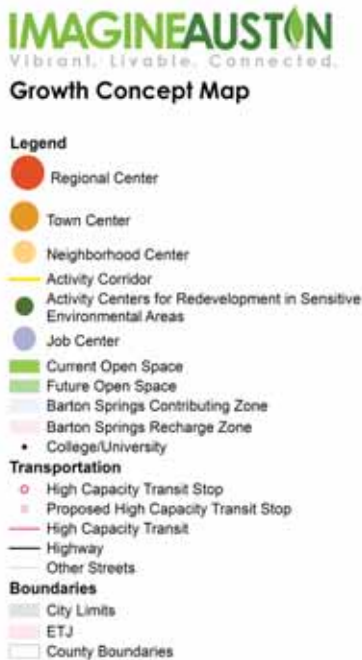 IMAGINEAUSTIN
Vibrant. Livable. Connected.
Growth Concept Map
Legend
Regional Center
Town Center
Neighborhood Center
Activity Corridor
Activity Centers for Redevelopment in Sensitive
Environmental Areas
Job Center
Current Open Space
Future Open Space
Barton Springs Contributing Zone
Barton Springs Recharge Zone
College/University
Transportation
High Capacity Transit Stop
Proposed High Capacity Transit Stop
High Capacity Transit
Highway
Other Streets
Boundaries
City Limits
ETJ
County Boundaries